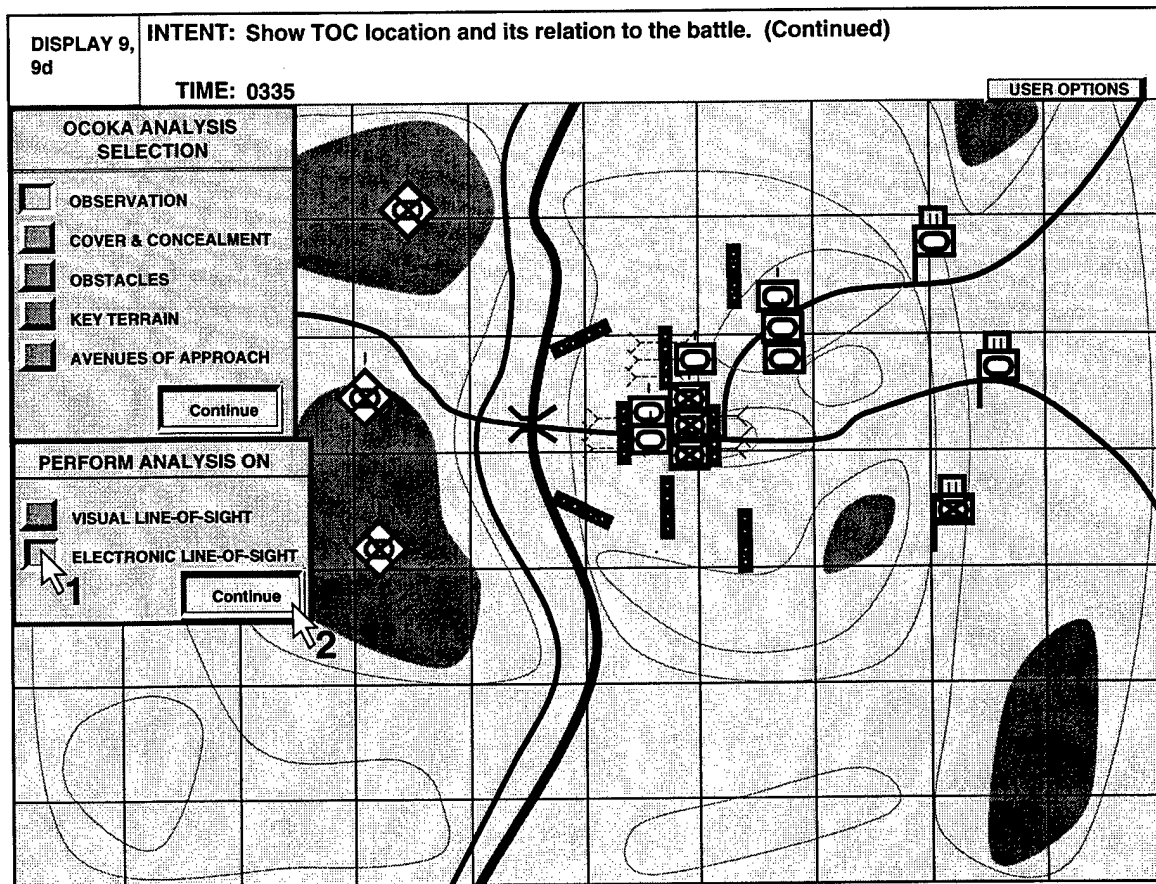 DISPLAY 9,
9d
INTENT: Show TOC location and its relation to the battle. (Continued)
TIME: 0335
USER OPTIONS
OCOKA ANALYSIS
SELECTION
OBSERVATION
COVER & CONCEALMENT
OBSTACLES
KEY TERRAIN
AVENUES OF APPROACH
Continue
PERFORM ANALYSIS ON
VISUAL LINE-OF-SIGHT
ELECTRONIC LINE-OF-SIGHT
1
Continue
2